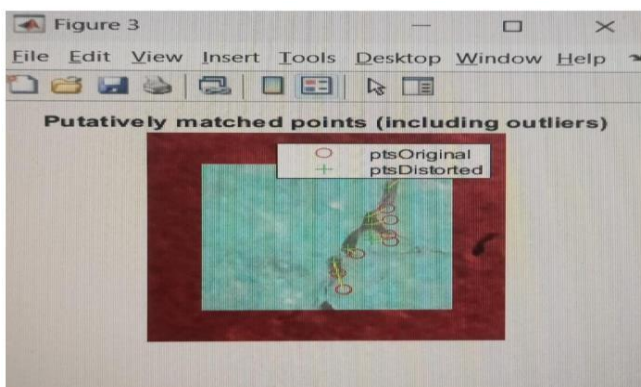 Figure 3
File Edit View Insert Tools Desktop Window Help
Putatively matched points (including outliers)
ptsOriginal
ptsDistorted